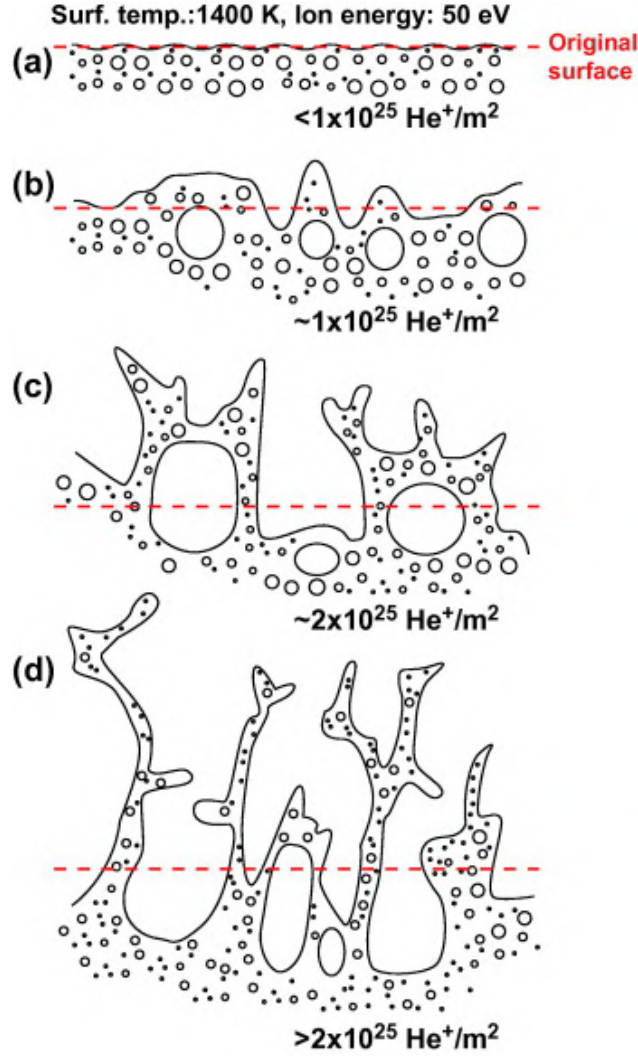 Surf. temp.:1400 K, Ion energy: 50 eV
Original
surface
(a)
<1x10²⁵ He⁺/m²
(b)
~1x10²⁵ He⁺/m²
(c)
~2x10²⁵ He⁺/m²
(d)
>2x10²⁵ He⁺/m²